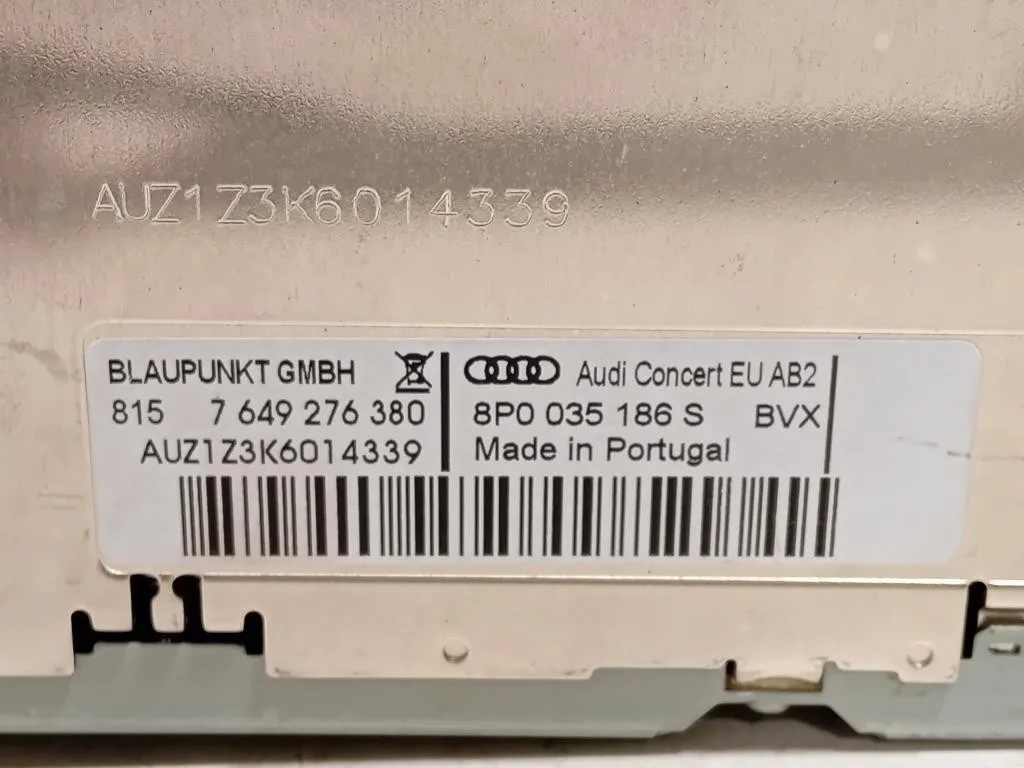 AUZ1Z3K6014339
BLAUPUNKT GMBH
815 7 649 276 380
AUZ1Z3K6014339
Audi Concert EU AB2
8P0 035 186 S BVX
Made in Portugal